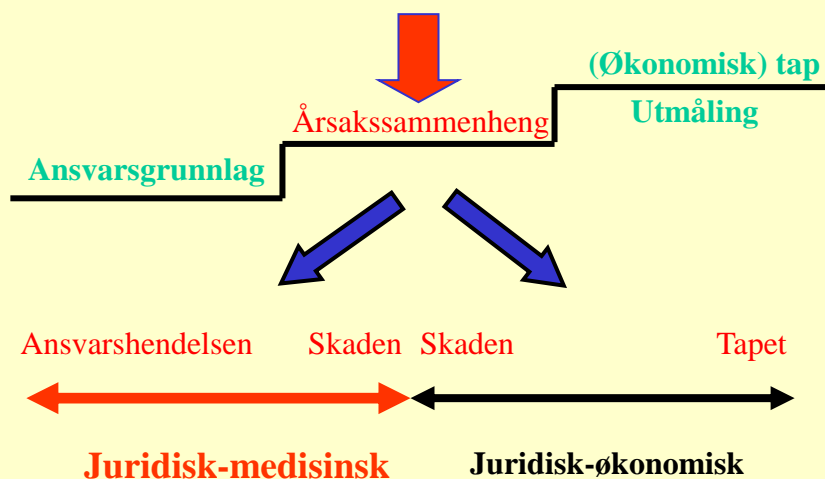 (Økonomisk) tap
Årsakssammenheng
Utmåling
Ansvarsgrunnlag
Ansvarshendelsen Skaden Skaden Tapet
Juridisk-medisinsk Juridisk-økonomisk